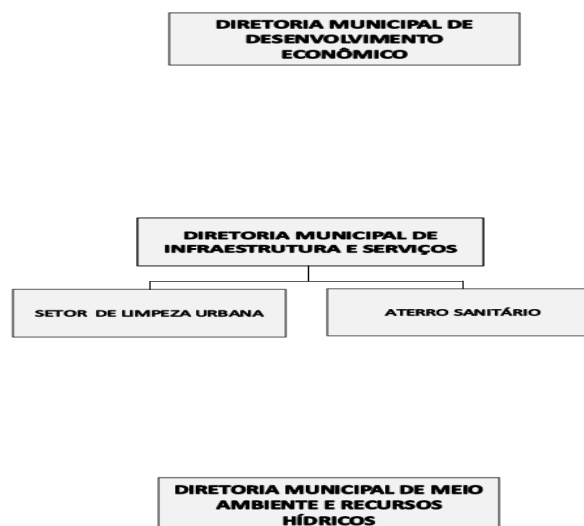 DIRETORIA MUNICIPAL DE
DESENVOLVIMENTO
ECONÔMICO
DIRETORIA MUNICIPAL DE
INFRAESTRUTURA E SERVIÇOS
SETOR DE LIMPEZA URBANA
ATERRO SANITÁRIO
DIRETORIA MUNICIPAL DE MEIO
AMBIENTE E RECURSOS
HÍDRICOS